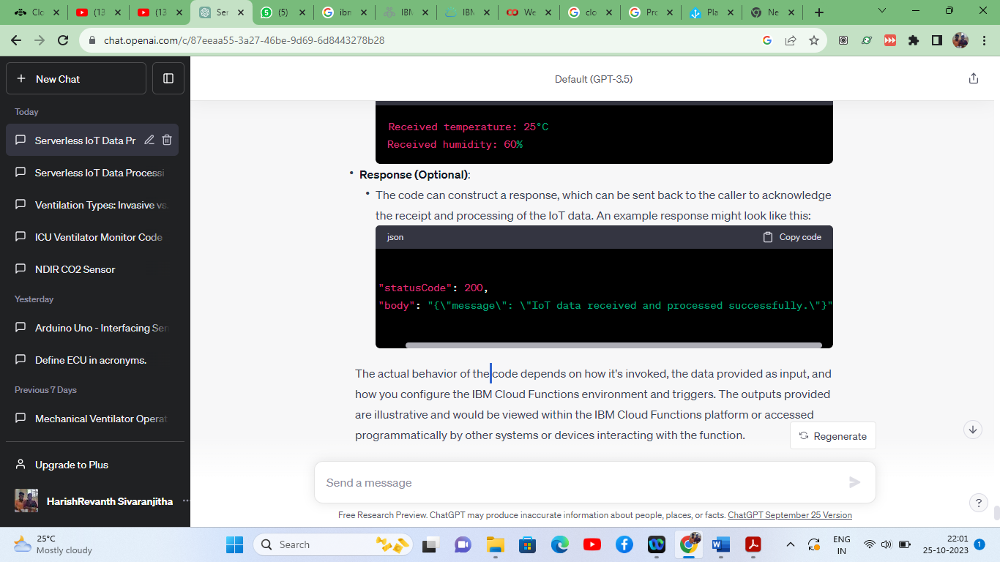 Clo
(13
(13
Ser
(5)
ibn
IBM
IBM
We
clo
Pro
Pla
Ne
chat.openai.com/c/87eeaa55-3a27-46be-9d69-6d8443278b28
New Chat
Default (GPT-3.5)
Today
Serverless IoT Data Pr
Serverless IoT Data Processi
Ventilation Types: Invasive vs.
ICU Ventilator Monitor Code
NDIR CO2 Sensor
Yesterday
Arduino Uno - Interfacing Sen
Define ECU in acronyms.
Previous 7 Days
Mechanical Ventilator Operat
Upgrade to Plus
HarishRevanth Sivaranjitha
Received temperature: 25°C
Received humidity: 60%
• Response (Optional):
• The code can construct a response, which can be sent back to the caller to acknowledge
the receipt and processing of the IoT data. An example response might look like this:
json Copy code
"statusCode": 200,
"body": "{\"message\": \"IoT data received and processed successfully.\"}"
The actual behavior of the code depends on how it's invoked, the data provided as input, and
how you configure the IBM Cloud Functions environment and triggers. The outputs provided
are illustrative and would be viewed within the IBM Cloud Functions platform or accessed
programmatically by other systems or devices interacting with the function.
Regenerate
Send a message
?
Free Research Preview. ChatGPT may produce inaccurate information about people, places, or facts. ChatGPT September 25 Version
25°C
Mostly cloudy
Search
ENG
IN
22:01
25-10-2023
1